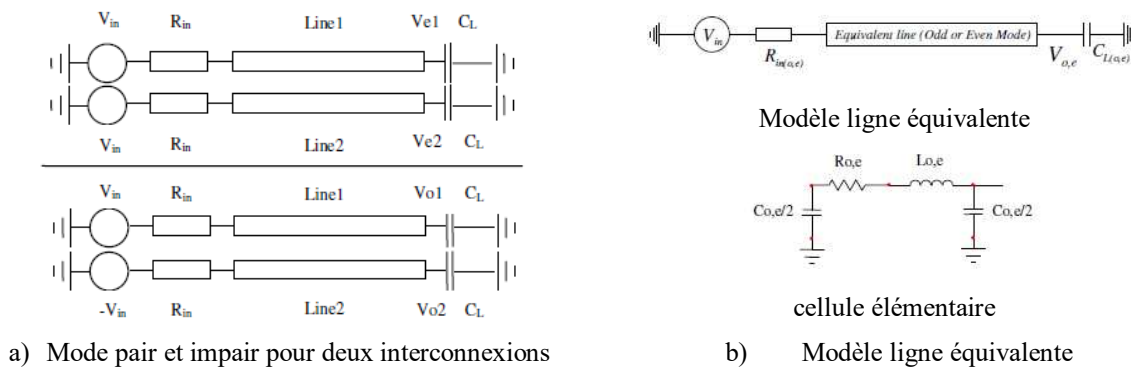 Vin Rin Line1 Ve1 CL
Vin Rin Line2 Ve2 CL
Vin Rin Line1 Vo1 CL
-Vin Rin Line2 Vo2 CL
a) Mode pair et impair pour deux interconnexions
Vin
Equivalent line (Odd or Even Mode)
Rin(o,e) Vo,e CL(o,e)
Modèle ligne équivalente
Ro,e Lo,e
Co,e/2 Co,e/2
cellule élémentaire
b) Modèle ligne équivalente